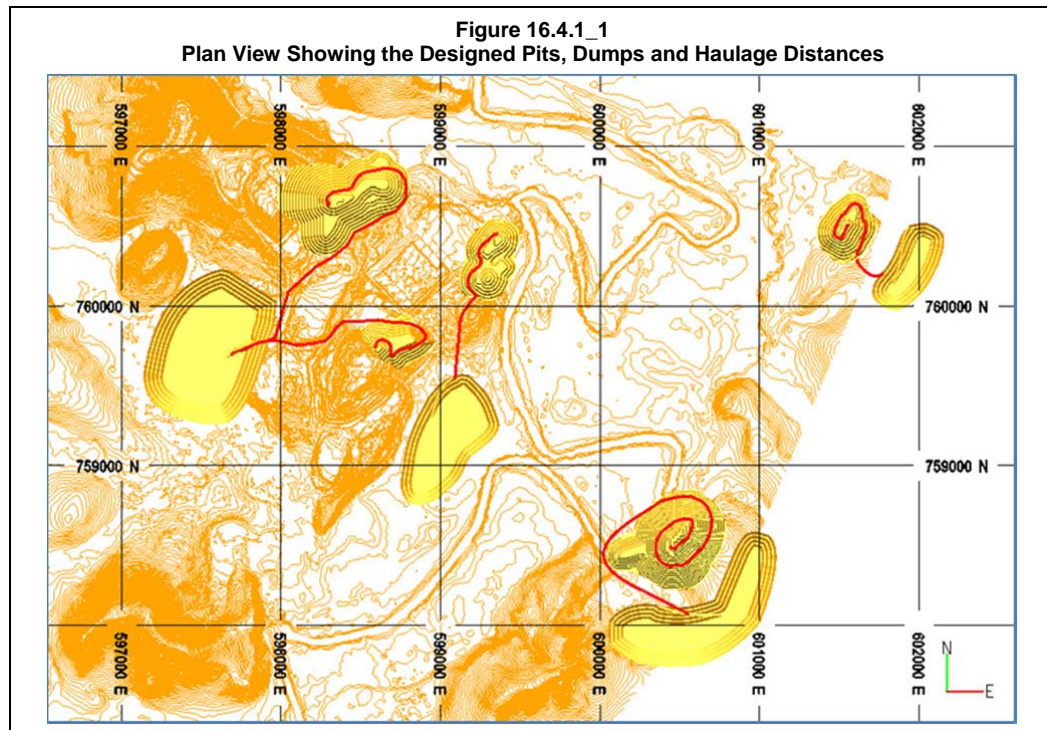 Figure 16.4.1_1
Plan View Showing the Designed Pits, Dumps and Haulage Distances
597000 E
598000 E
599000 E
600000 E
601000 E
602000 E
760000 N
760000 N
759000 N
759000 N
597000 E
598000 E
599000 E
600000 E
601000 E
602000 E
N
E